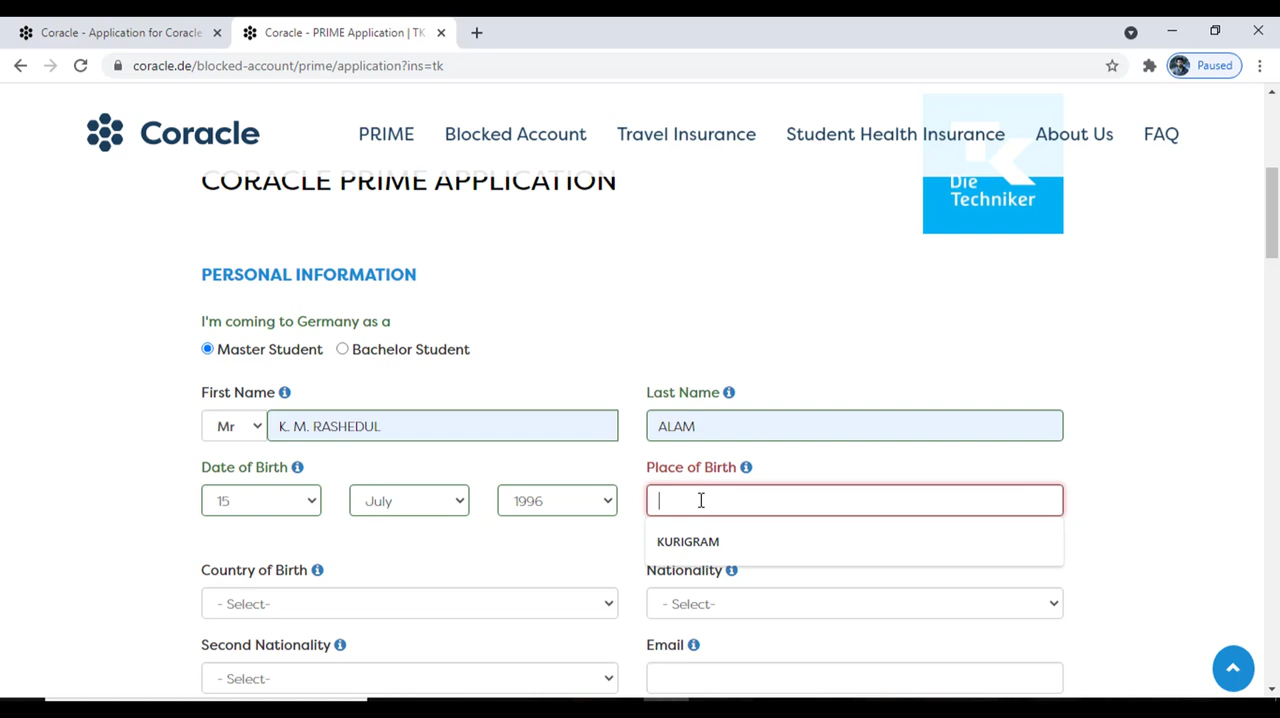 Coracle - Application for Coracle
Coracle - PRIME Application | TK
coracle.de/blocked-account/prime/application?ins=tk
Paused
Coracle
PRIME
Blocked Account
Travel Insurance
Student Health Insurance
About Us
FAQ
CORACLE PRIME APPLICATION
Die
Techniker
PERSONAL INFORMATION
I'm coming to Germany as a
Master Student
Bachelor Student
First Name
Last Name
Mr
K. M. RASHEDUL
ALAM
Date of Birth
Place of Birth
15
July
1996
KURIGRAM
Country of Birth
Nationality
- Select-
- Select-
Second Nationality
Email
- Select-